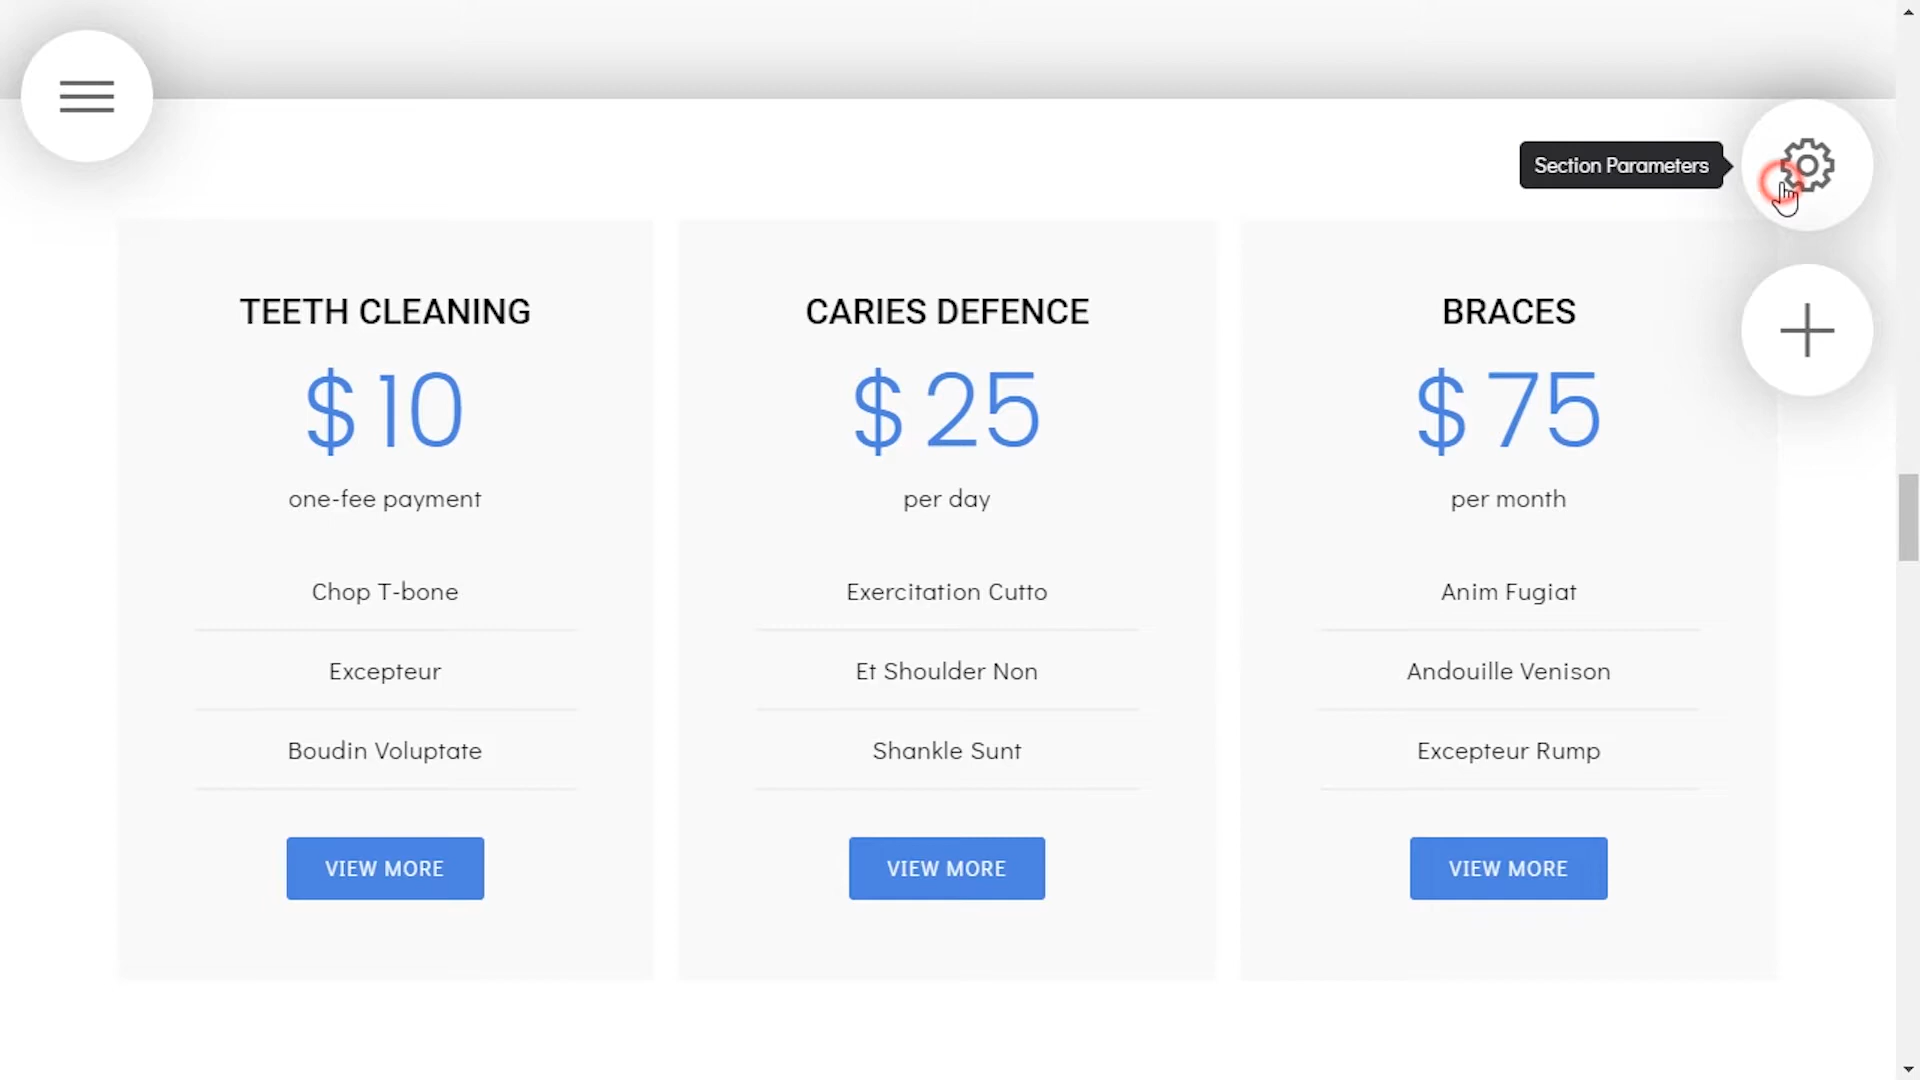 Section Parameters
TEETH CLEANING
$ 10
one-fee payment
Chop T-bone
Excepteur
Boudin Voluptate
VIEW MORE
CARIES DEFENCE
$ 25
per day
Exercitation Cutto
Et Shoulder Non
Shankle Sunt
VIEW MORE
BRACES
$ 75
per month
Anim Fugiat
Andouille Venison
Excepteur Rump
VIEW MORE